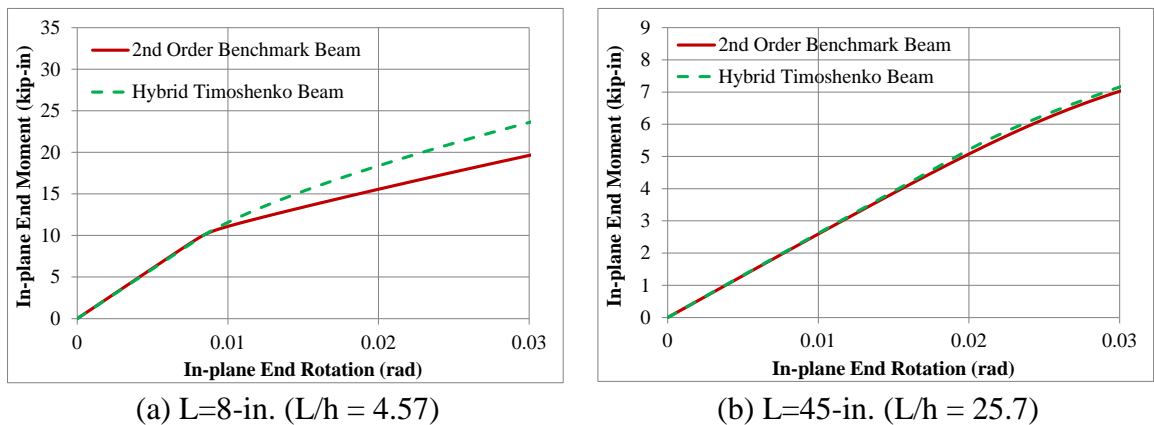 35
30
25
20
15
10
5
0
In-plane End Moment (kip-in)
2nd Order Benchmark Beam
Hybrid Timoshenko Beam
0 0.01 0.02 0.03
In-plane End Rotation (rad)
(a) L=8-in. (L/h = 4.57)
9
8
7
6
5
4
3
2
1
0
In-plane End Moment (kip-in)
2nd Order Benchmark Beam
Hybrid Timoshenko Beam
0 0.01 0.02 0.03
In-plane End Rotation (rad)
(b) L=45-in. (L/h = 25.7)